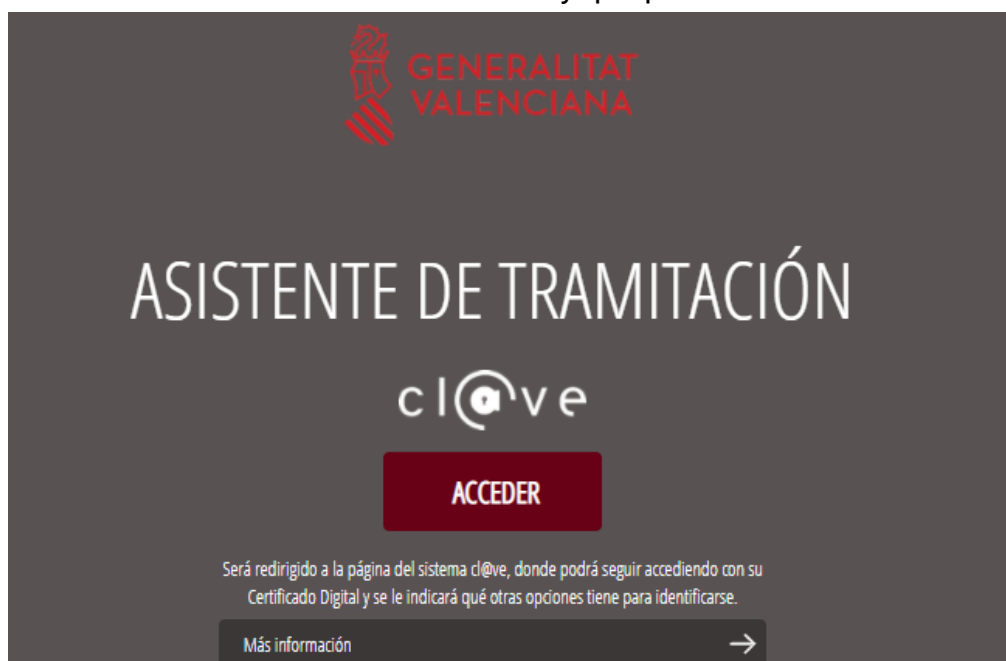 GENERALITAT
VALENCIANA
ASISTENTE DE TRAMITACIÓN
cl@ve
ACCEDER
Será redirigido a la página del sistema cl@ve, donde podrá seguir accediendo con su
Certificado Digital y se le indicará qué otras opciones tiene para identificarse.
Más información →